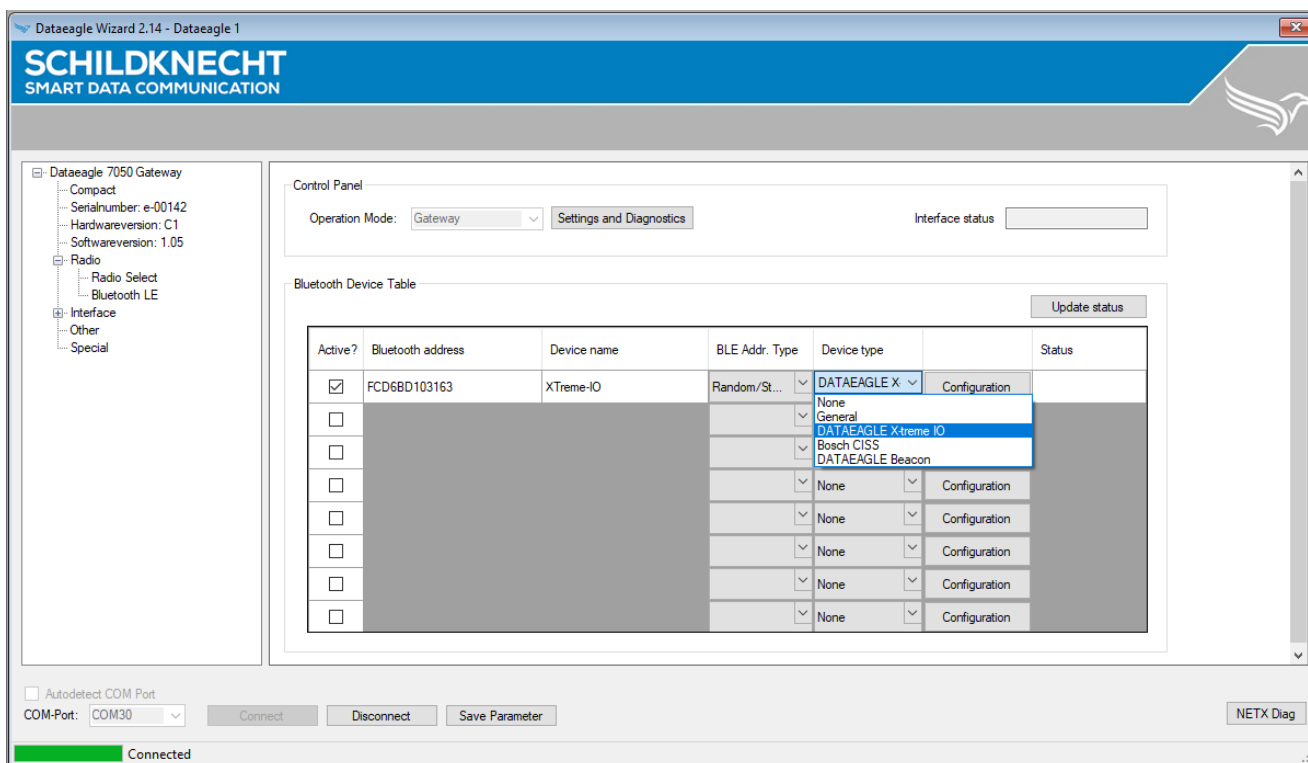 Dataeagle Wizard 2.14 - Dataeagle 1
SCHILDKNECHT
SMART DATA COMMUNICATION
Dataeagle 7050 Gateway
Compact
Serialnumber: e-00142
Hardwareversion: C1
Softwareversion: 1.05
Radio
Radio Select
Bluetooth LE
Interface
Other
Special
Control Panel
Operation Mode: Gateway Settings and Diagnostics Interface status
Bluetooth Device Table
Update status
Active? Bluetooth address Device name BLE Addr. Type Device type Status
FCD6BD103163 XTreme-IO Random/St... DATAEAGLE X- Configuration
None
General
DATAEAGLE X-treme IO
Bosch CISS
DATAEAGLE Beacon
None Configuration
None Configuration
None Configuration
None Configuration
None Configuration
Autodetect COM Port
COM-Port: COM30 Connect Disconnect Save Parameter NETX Diag
Connected